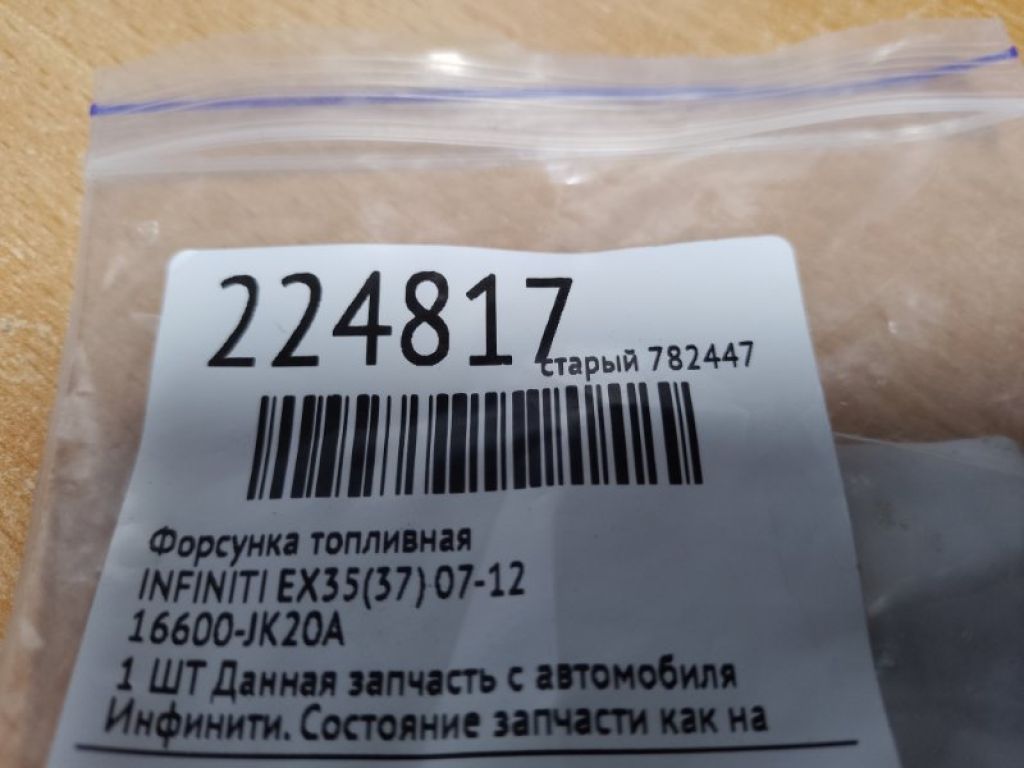 224817
старый 782447
Форсунка топливная
INFINITI EX35(37) 07-12
16600-JK20A
1 ШТ Данная запчасть с автомобиля
Инфинити. Состояние запчасти как на